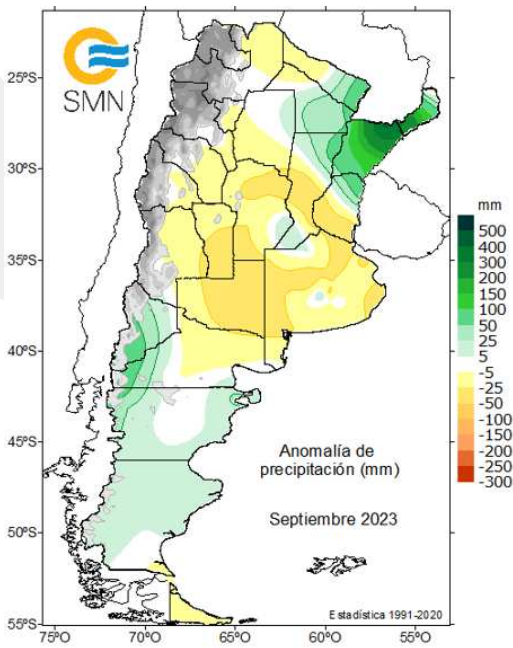 SMN
25°S
30°S
35°S
40°S
45°S
50°S
55°S
75°O
70°O
65°O
60°O
55°O
mm
500
400
300
200
150
100
50
25
5
-5
-25
-50
-100
-150
-200
-250
-300
Anomalía de
precipitación (mm)
Septiembre 2023
Estadística 1991-2020